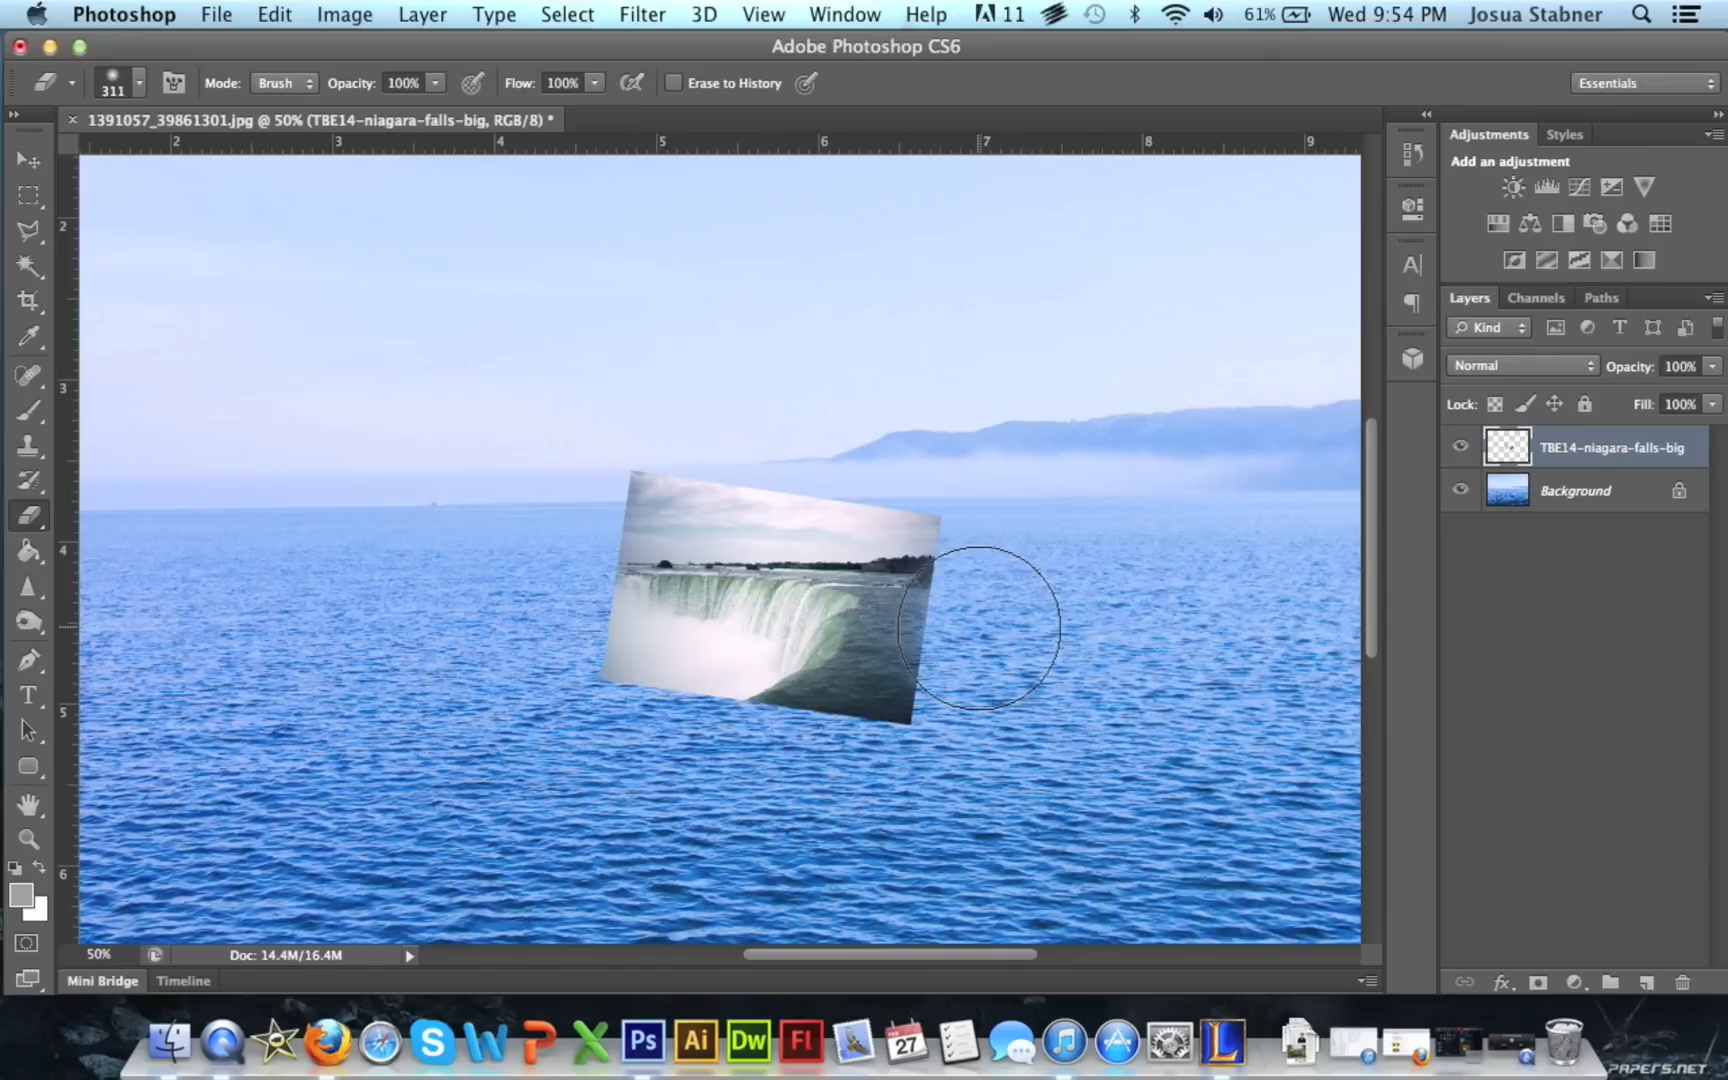 Photoshop File Edit Image Layer Type Select Filter 3D View Window Help 11 61% Wed 9:54 PM Josua Stabner
Adobe Photoshop CS6
311 Mode: Brush Opacity: 100% Flow: 100% Erase to History Essentials
1391057_39861301.jpg @ 50% (TBE14-niagara-falls-big, RGB/8) *
2 3 4 5 6 7 8 9
2
3
4
5
6
Adjustments Styles
Add an adjustment
Layers Channels Paths
Kind T
Normal Opacity: 100%
Lock: Fill: 100%
TBE14-niagara-falls-big
Background
A
T
50% Doc: 14.4M/16.4M
Mini Bridge Timeline
fx
S W P X Ps Ai Dw Fl 27 L
PAPERS.NET